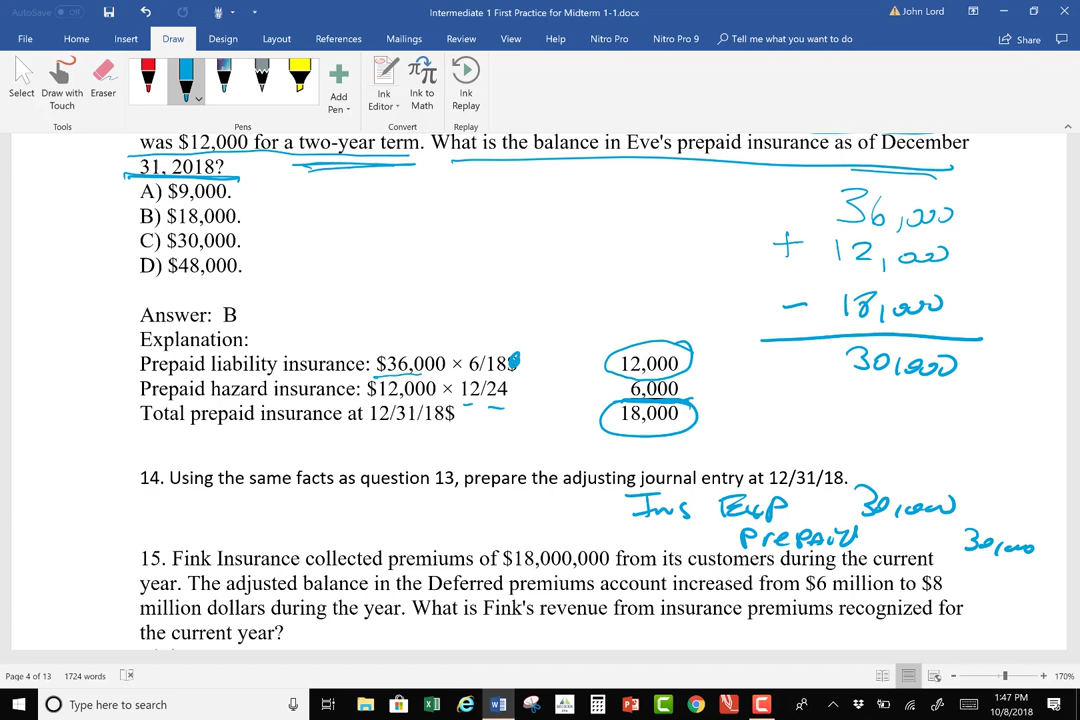 AutoSave Off
Intermediate 1 First Practice for Midterm 1-1.docx
John Lord
File Home Insert Draw Design Layout References Mailings Review View Help Nitro Pro Nitro Pro 9 Tell me what you want to do Share
Select Draw with Touch Eraser Add Pen Ink Editor Ink to Math Ink Replay
Tools Pens Convert Replay
was $12,000 for a two-year term. What is the balance in Eve's prepaid insurance as of December
31, 2018?
A) $9,000.
B) $18,000.
C) $30,000.
D) $48,000.
36,000
+ 12,000
- 18,000
30,000
Answer: B
Explanation:
Prepaid liability insurance: $36,000 × 6/18$ 12,000
Prepaid hazard insurance: $12,000 × 12/24 6,000
Total prepaid insurance at 12/31/18$ 18,000
14. Using the same facts as question 13, prepare the adjusting journal entry at 12/31/18.
Ins Exp 30,000
PrePAid 30,000
15. Fink Insurance collected premiums of $18,000,000 from its customers during the current
year. The adjusted balance in the Deferred premiums account increased from $6 million to $8
million dollars during the year. What is Fink's revenue from insurance premiums recognized for
the current year?
Page 4 of 13 1724 words 170%
Type here to search
1:47 PM
10/8/2018